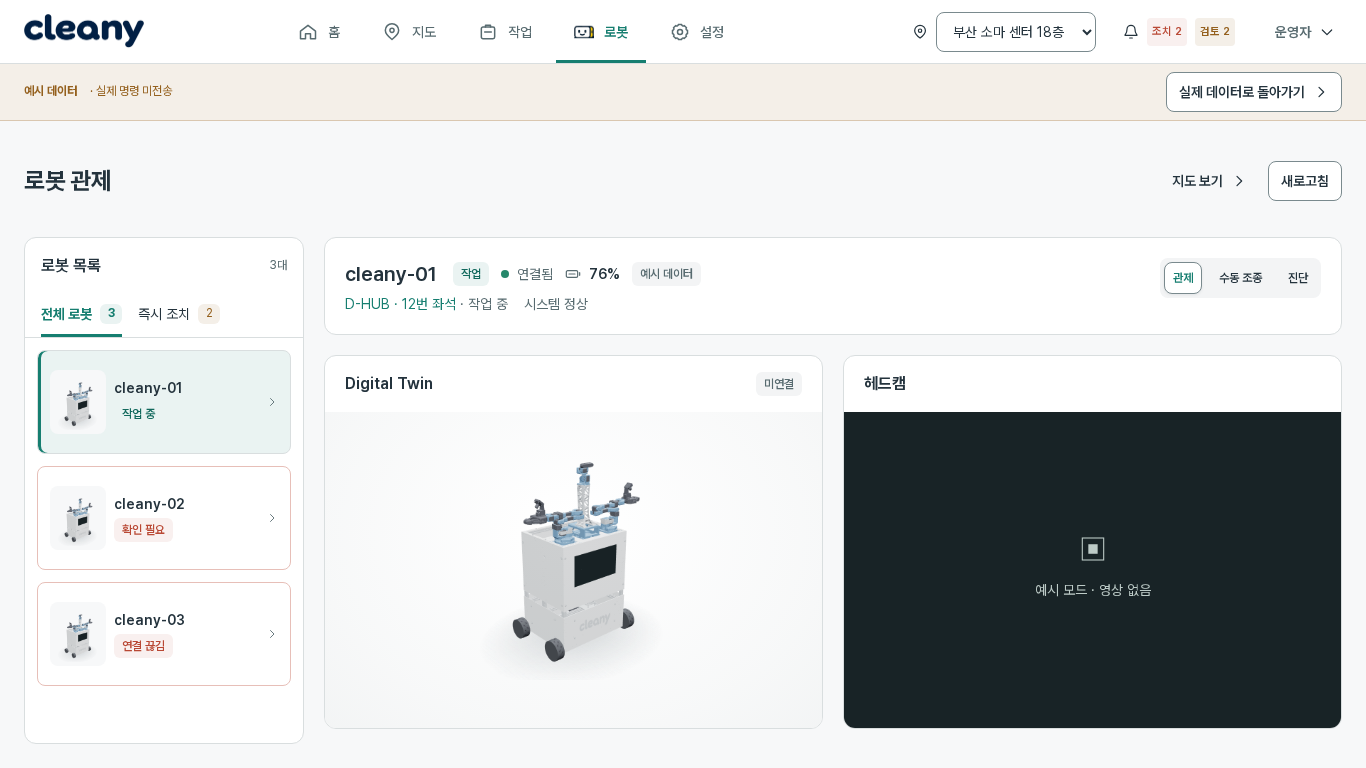 cleany
홈
지도
작업
로봇
설정
부산 소마 센터 18층
조치 2
검토 2
운영자
예시 데이터 · 실제 명령 미전송
실제 데이터로 돌아가기
로봇 관제
지도 보기
새로고침
로봇 목록
3대
전체 로봇 3
즉시 조치 2
cleany-01
작업 중
cleany-02
확인 필요
cleany-03
연결 끊김
cleany-01 작업 연결됨 76% 예시 데이터
D-HUB · 12번 좌석 · 작업 중 시스템 정상
관제
수동 조종
진단
Digital Twin
미연결
cleany
헤드캠
예시 모드 · 영상 없음